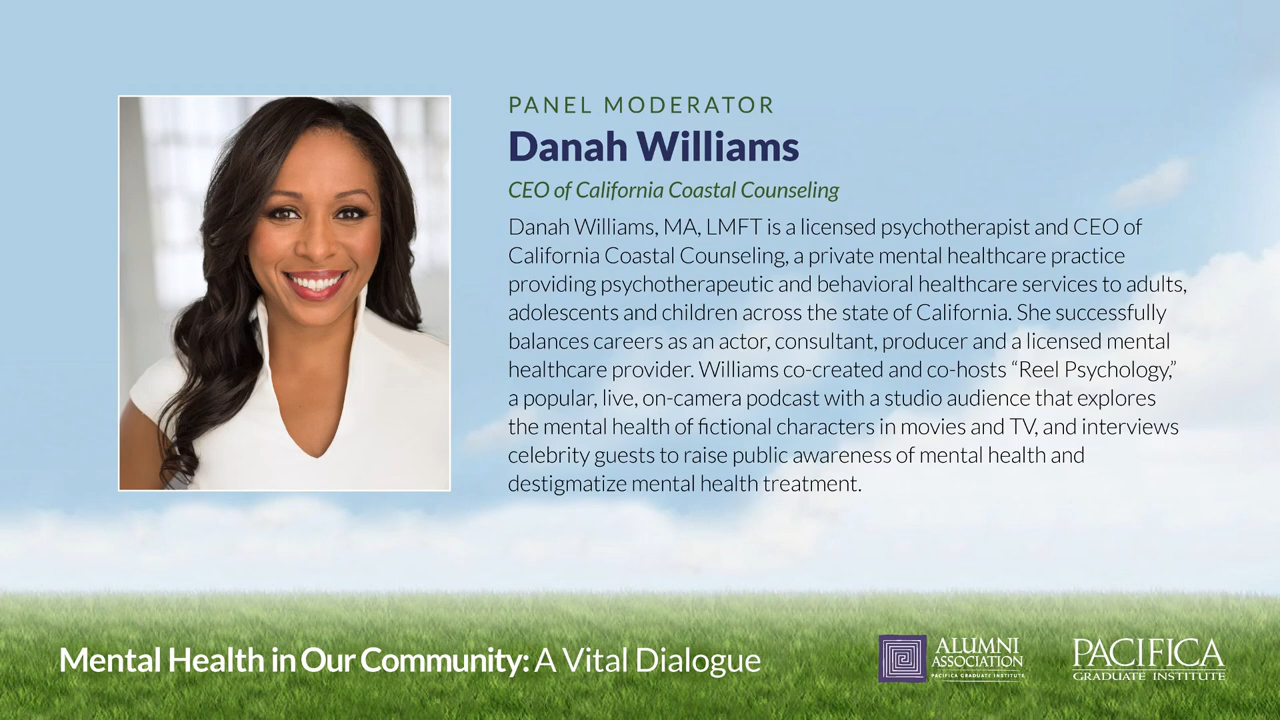 PANEL MODERATOR
Danah Williams
CEO of California Coastal Counseling
Danah Williams, MA, LMFT is a licensed psychotherapist and CEO of
California Coastal Counseling, a private mental healthcare practice
providing psychotherapeutic and behavioral healthcare services to adults,
adolescents and children across the state of California. She successfully
balances careers as an actor, consultant, producer and a licensed mental
healthcare provider. Williams co-created and co-hosts “Reel Psychology,”
a popular, live, on-camera podcast with a studio audience that explores
the mental health of fictional characters in movies and TV, and interviews
celebrity guests to raise public awareness of mental health and
destigmatize mental health treatment.
Mental Health in Our Community: A Vital Dialogue
ALUMNI
ASSOCIATION
PACIFICA GRADUATE INSTITUTE
PACIFICA
GRADUATE INSTITUTE